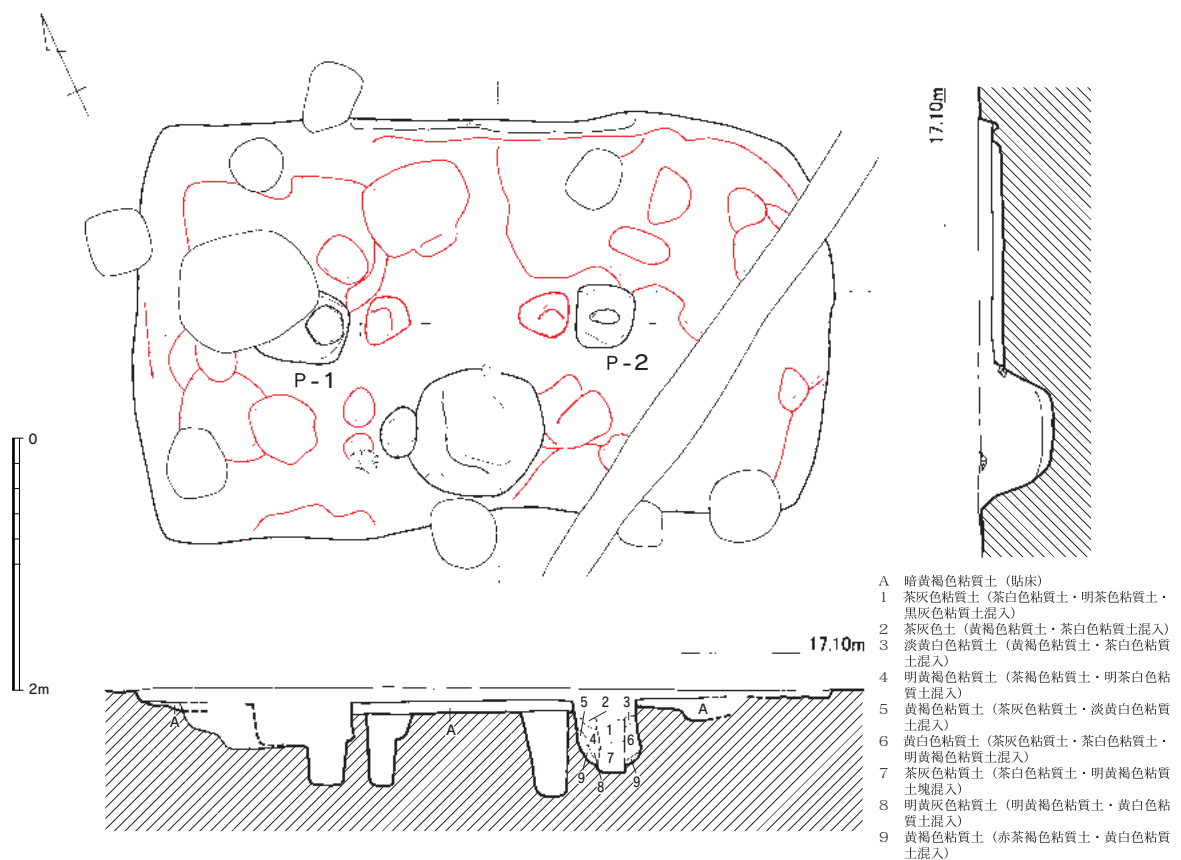 17.10m
P-1
P-2
0
2m
17.10m
A
A
A
5
2
3
1
4
6
7
9
8
9
A 暗黄褐色粘質土（貼床）
1 茶灰色粘質土（茶白色粘質土・明茶色粘質土・
黒灰色粘質土混入）
2 茶灰色土（黄褐色粘質土・茶白色粘質土混入）
3 淡黄白色粘質土（黄褐色粘質土・茶白色粘質
土混入）
4 明黄褐色粘質土（茶褐色粘質土・明茶白色粘
質土混入）
5 黄褐色粘質土（茶灰色粘質土・淡黄白色粘質
土混入）
6 黄白色粘質土（茶灰色粘質土・茶白色粘質土・
明黄褐色粘質土混入）
7 茶灰色粘質土（茶白色粘質土・明黄褐色粘質
土塊混入）
8 明黄灰色粘質土（明黄褐色粘質土・黄白色粘
質土混入）
9 黄褐色粘質土（赤茶褐色粘質土・黄白色粘質
土混入）